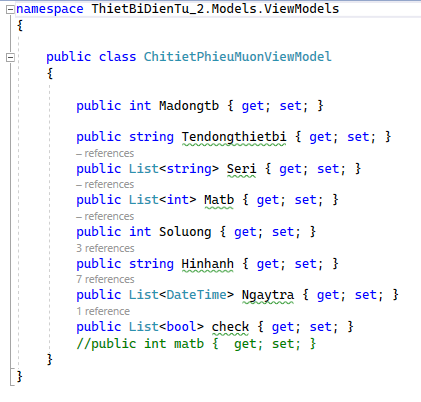 namespace ThietBiDienTu_2.Models.ViewModels
{
public class ChitietPhieuMuonViewModel
{
public int Madongtb { get; set; }
public string Tendongthietbi { get; set; }
– references
public List<string> Seri { get; set; }
– references
public List<int> Matb { get; set; }
– references
public int Soluong { get; set; }
3 references
public string Hinhanh { get; set; }
7 references
public List<DateTime> Ngaytra { get; set; }
1 reference
public List<bool> check { get; set; }
//public int matb {  get; set; }
}
}